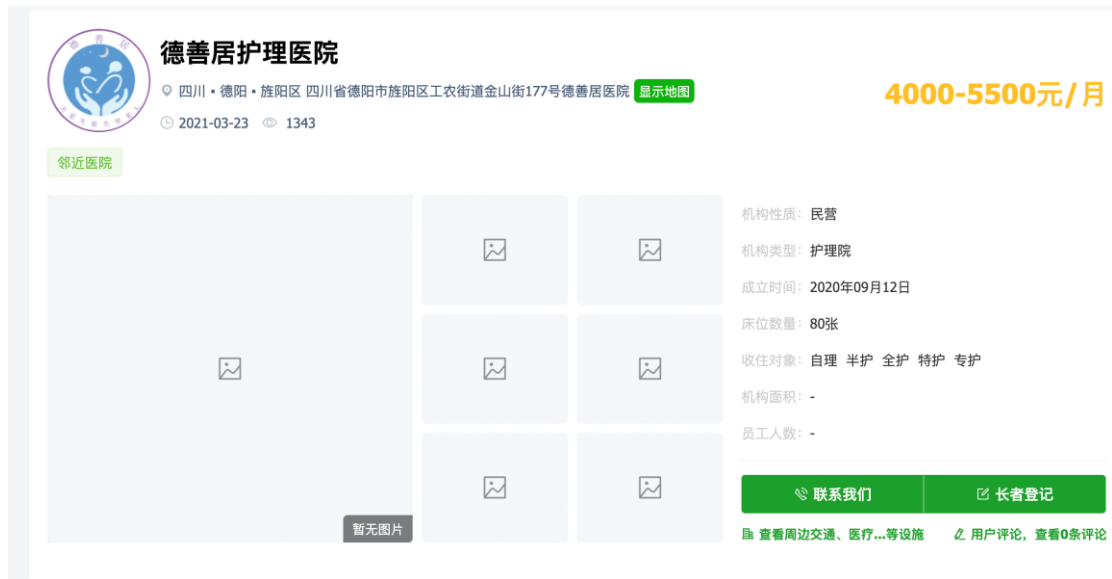 德善居护理医院
四川•德阳•旌阳区 四川省德阳市旌阳区工农街道金山街177号德善居医院 显示地图
4000-5500元/月
2021-03-23 1343
邻近医院
机构性质：民营
机构类型：护理院
成立时间：2020年09月12日
床位数量：80张
收住对象：自理 半护 全护 特护 专护
机构面积：-
员工人数：-
暂无图片
联系我们 长者登记
查看周边交通、医疗...等设施 用户评论，查看0条评论